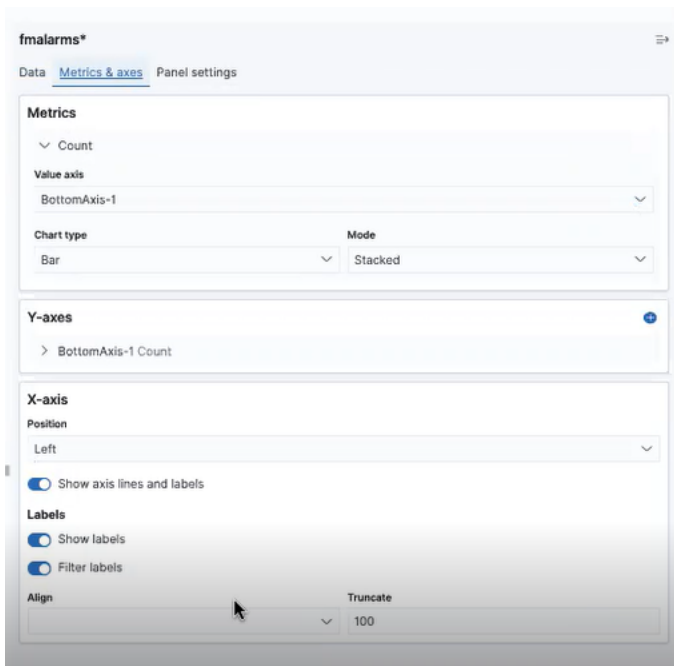 fmalarms*
Data Metrics & axes Panel settings
Metrics
Count
Value axis
BottomAxis-1
Chart type Mode
Bar Stacked
Y-axes
BottomAxis-1 Count
X-axis
Position
Left
Show axis lines and labels
Labels
Show labels
Filter labels
Align Truncate
100